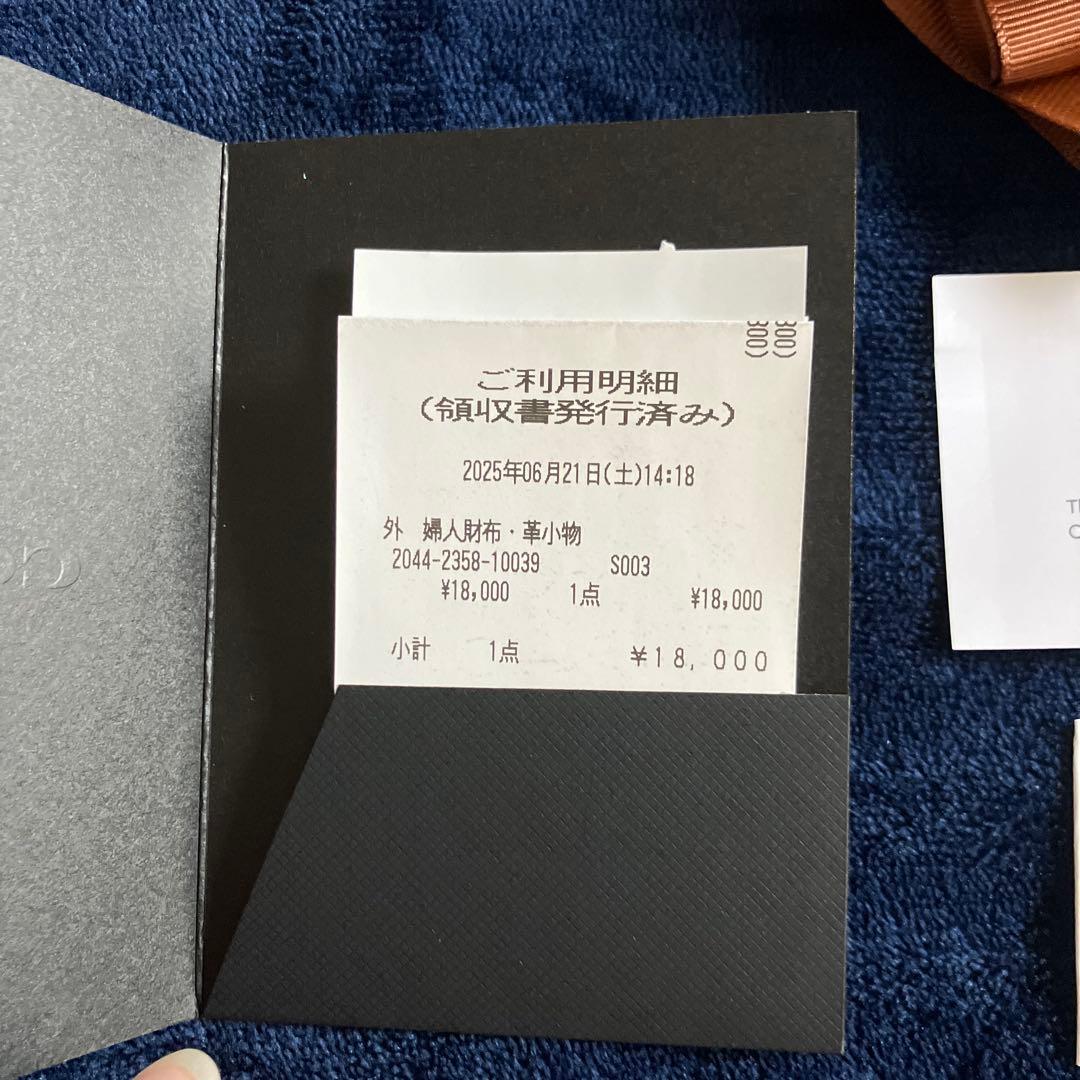 ご利用明細
(領収書発行済み)
2025年06月21日(土)14:18
外 婦人財布・革小物
2044-2358-10039 S003
¥18,000 1点 ¥18,000
小計 1点 ¥18,000